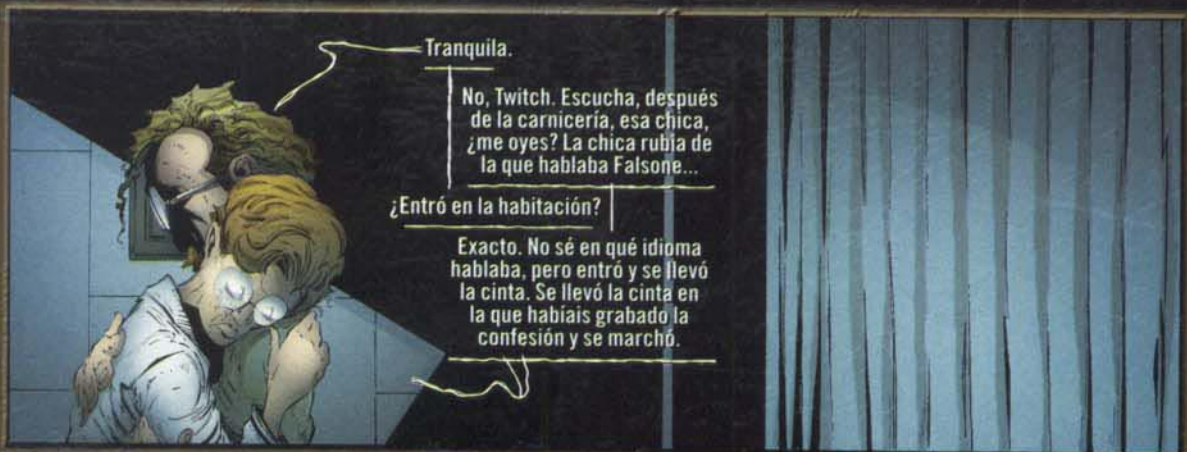 Tranquila.
No, Twitch. Escucha, después
de la carnicería, esa chica,
¿me oyes? La chica rubia de
la que hablaba Falsone...
¿Entró en la habitación?
Exacto. No sé en qué idioma
hablaba, pero entró y se llevó
la cinta. Se llevó la cinta en
la que habíais grabado la
confesión y se marchó.